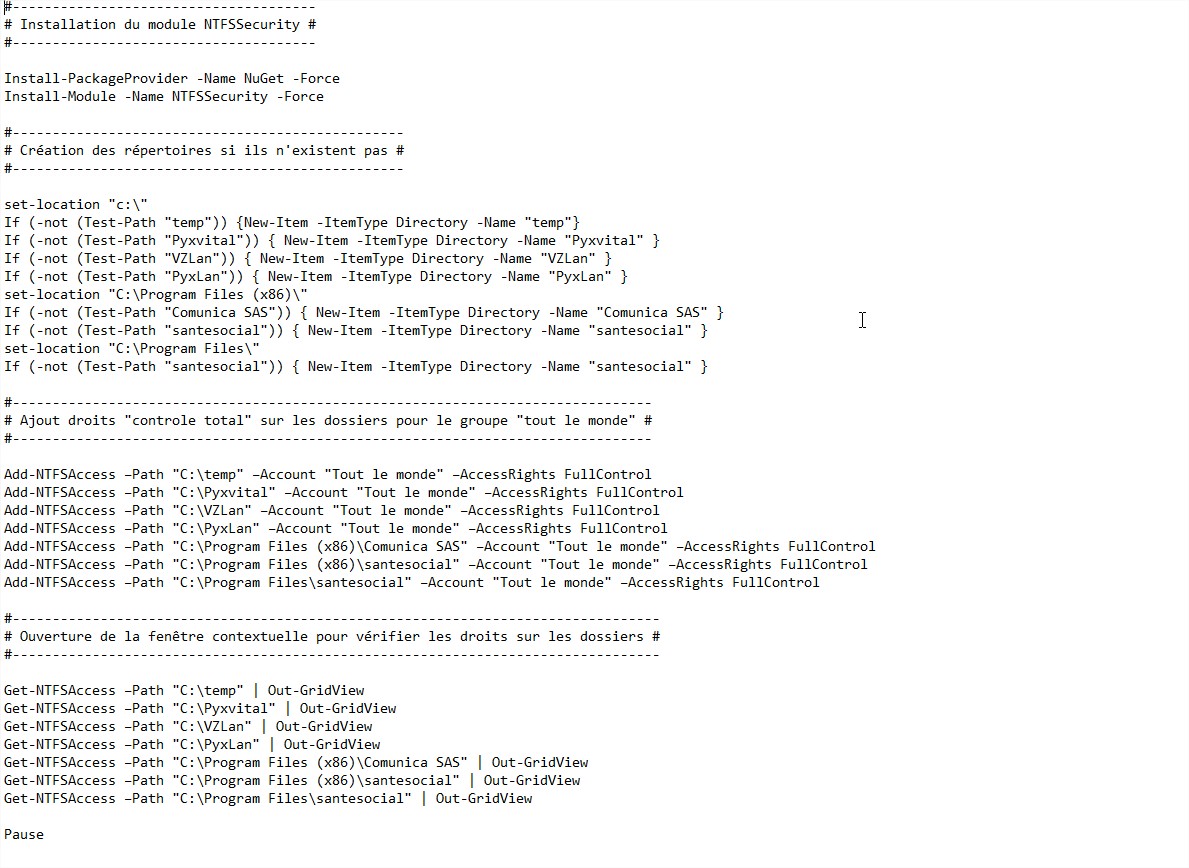 #--------------------------------------
# Installation du module NTFSSecurity #
#--------------------------------------
Install-PackageProvider -Name NuGet -Force
Install-Module -Name NTFSSecurity -Force
#-------------------------------------------------
# Création des répertoires si ils n'existent pas #
#-------------------------------------------------
set-location "c:\"
If (-not (Test-Path "temp")) {New-Item -ItemType Directory -Name "temp"}
If (-not (Test-Path "Pyxvital")) { New-Item -ItemType Directory -Name "Pyxvital" }
If (-not (Test-Path "VZLan")) { New-Item -ItemType Directory -Name "VZLan" }
If (-not (Test-Path "PyxLan")) { New-Item -ItemType Directory -Name "PyxLan" }
set-location "C:\Program Files (x86)\"
If (-not (Test-Path "Comunica SAS")) { New-Item -ItemType Directory -Name "Comunica SAS" }
If (-not (Test-Path "santesocial")) { New-Item -ItemType Directory -Name "santesocial" }
set-location "C:\Program Files\"
If (-not (Test-Path "santesocial")) { New-Item -ItemType Directory -Name "santesocial" }
#--------------------------------------------------------------------------------
# Ajout droits "controle total" sur les dossiers pour le groupe "tout le monde" #
#--------------------------------------------------------------------------------
Add-NTFSAccess –Path "C:\temp" –Account "Tout le monde" –AccessRights FullControl
Add-NTFSAccess –Path "C:\Pyxvital" –Account "Tout le monde" –AccessRights FullControl
Add-NTFSAccess –Path "C:\VZLan" –Account "Tout le monde" –AccessRights FullControl
Add-NTFSAccess –Path "C:\PyxLan" –Account "Tout le monde" –AccessRights FullControl
Add-NTFSAccess –Path "C:\Program Files (x86)\Comunica SAS" –Account "Tout le monde" –AccessRights FullControl
Add-NTFSAccess –Path "C:\Program Files (x86)\santesocial" –Account "Tout le monde" –AccessRights FullControl
Add-NTFSAccess –Path "C:\Program Files\santesocial" –Account "Tout le monde" –AccessRights FullControl
#---------------------------------------------------------------------------------
# Ouverture de la fenêtre contextuelle pour vérifier les droits sur les dossiers #
#---------------------------------------------------------------------------------
Get-NTFSAccess –Path "C:\temp" | Out-GridView
Get-NTFSAccess –Path "C:\Pyxvital" | Out-GridView
Get-NTFSAccess –Path "C:\VZLan" | Out-GridView
Get-NTFSAccess –Path "C:\PyxLan" | Out-GridView
Get-NTFSAccess –Path "C:\Program Files (x86)\Comunica SAS" | Out-GridView
Get-NTFSAccess –Path "C:\Program Files (x86)\santesocial" | Out-GridView
Get-NTFSAccess –Path "C:\Program Files\santesocial" | Out-GridView
Pause